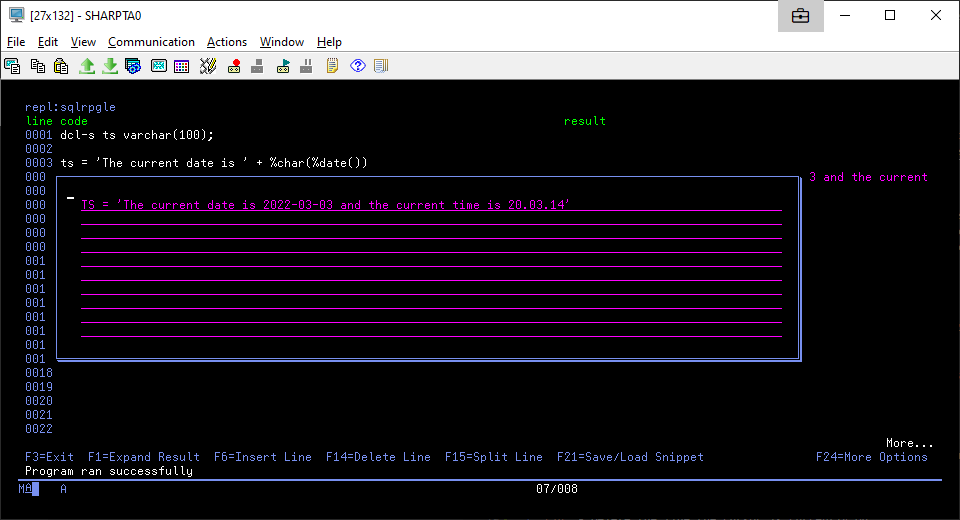 [27x132] - SHARPTA0
File Edit View Communication Actions Window Help
repl:sqlrpgle
line code result
0001 dcl-s ts varchar(100);
0002
0003 ts = 'The current date is ' + %char(%date())
000 3 and the current
000
000 TS = 'The current date is 2022-03-03 and the current time is 20.03.14'
000
000
000
001
001
001
001
001
001
001
001
0018
0019
0020
0021
0022
More...
F3=Exit F1=Expand Result F6=Insert Line F14=Delete Line F15=Split Line F21=Save/Load Snippet F24=More Options
Program ran successfully
MA A 07/008